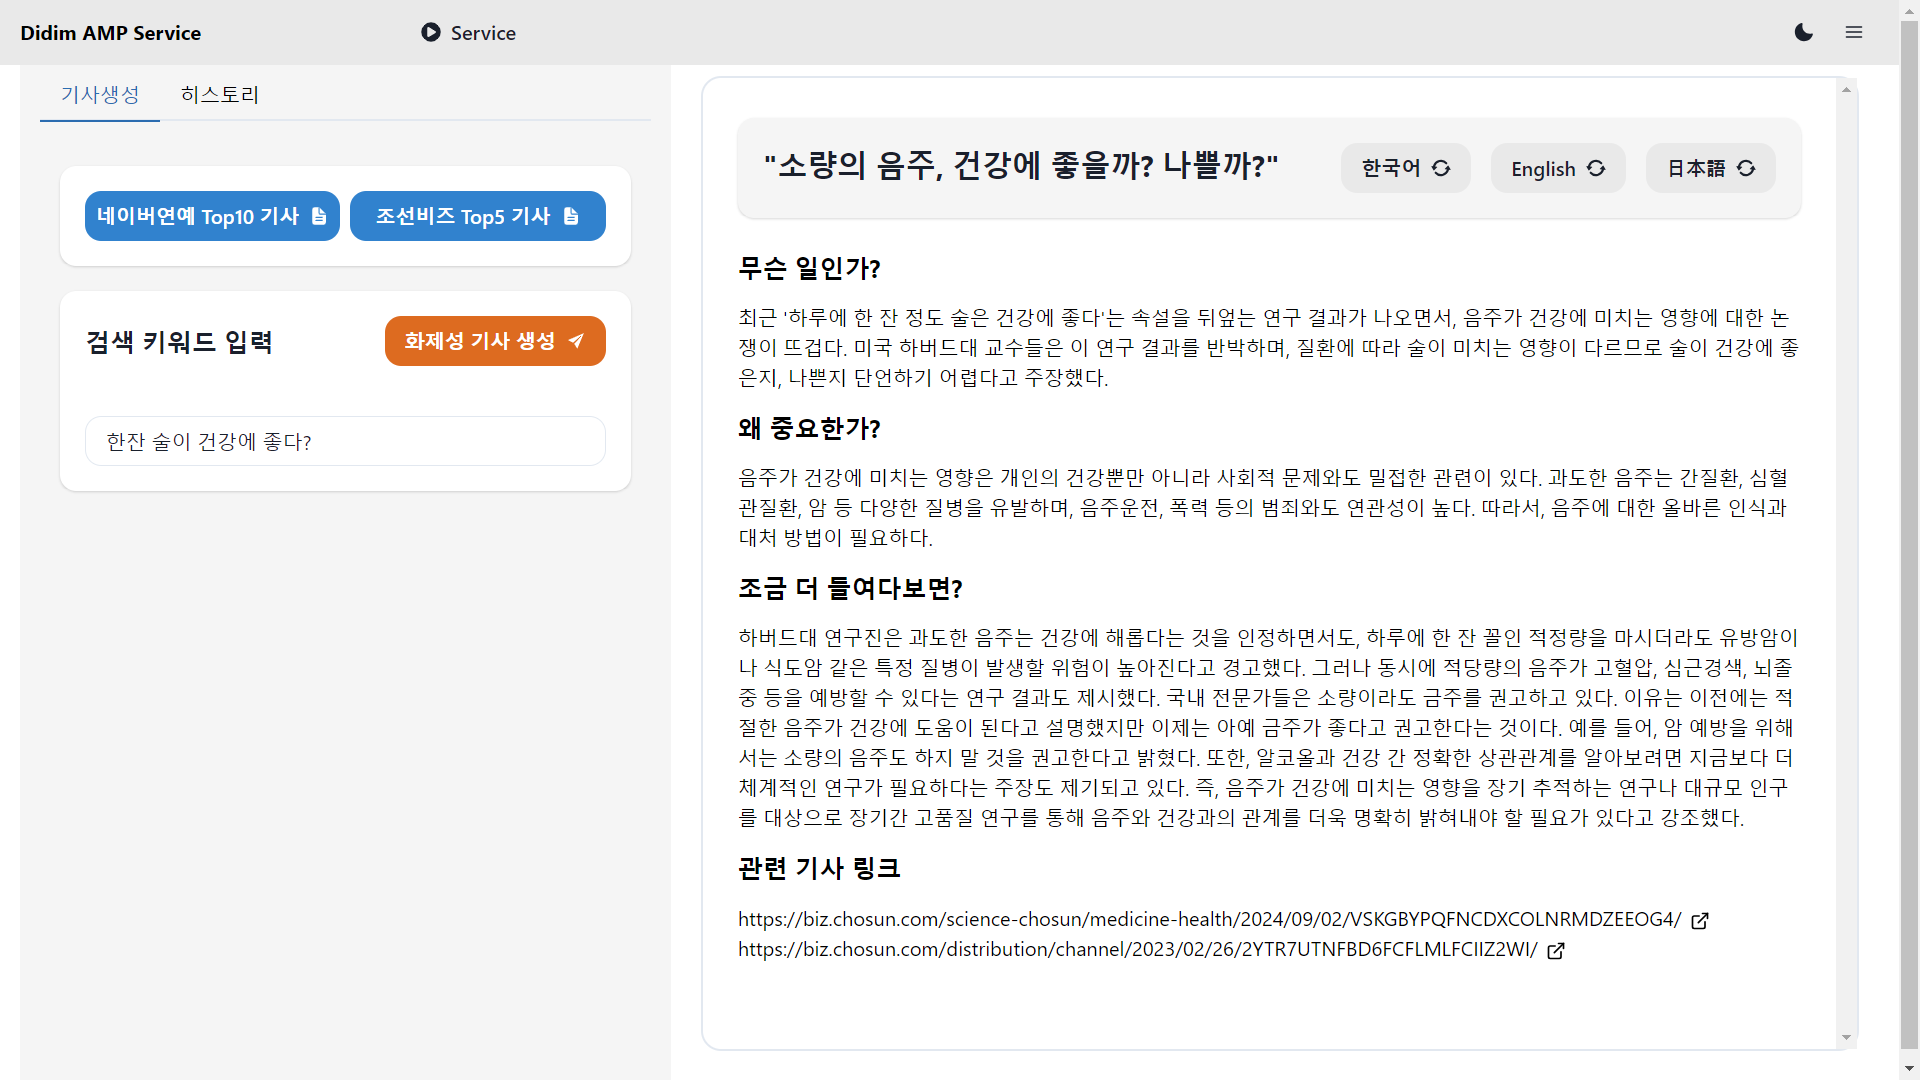 Didim AMP Service
Service
기사생성
히스토리
네이버연예 Top10 기사
조선비즈 Top5 기사
검색 키워드 입력
화제성 기사 생성
한잔 술이 건강에 좋다?
"소량의 음주, 건강에 좋을까? 나쁠까?"
한국어
English
日本語
무슨 일인가?
최근 '하루에 한 잔 정도 술은 건강에 좋다'는 속설을 뒤엎는 연구 결과가 나오면서, 음주가 건강에 미치는 영향에 대한 논
쟁이 뜨겁다. 미국 하버드대 교수들은 이 연구 결과를 반박하며, 질환에 따라 술이 미치는 영향이 다르므로 술이 건강에 좋
은지, 나쁜지 단언하기 어렵다고 주장했다.
왜 중요한가?
음주가 건강에 미치는 영향은 개인의 건강뿐만 아니라 사회적 문제와도 밀접한 관련이 있다. 과도한 음주는 간질환, 심혈
관질환, 암 등 다양한 질병을 유발하며, 음주운전, 폭력 등의 범죄와도 연관성이 높다. 따라서, 음주에 대한 올바른 인식과
대처 방법이 필요하다.
조금 더 들여다보면?
하버드대 연구진은 과도한 음주는 건강에 해롭다는 것을 인정하면서도, 하루에 한 잔 꼴인 적정량을 마시더라도 유방암이
나 식도암 같은 특정 질병이 발생할 위험이 높아진다고 경고했다. 그러나 동시에 적당량의 음주가 고혈압, 심근경색, 뇌졸
중 등을 예방할 수 있다는 연구 결과도 제시했다. 국내 전문가들은 소량이라도 금주를 권고하고 있다. 이유는 이전에는 적
절한 음주가 건강에 도움이 된다고 설명했지만 이제는 아예 금주가 좋다고 권고한다는 것이다. 예를 들어, 암 예방을 위해
서는 소량의 음주도 하지 말 것을 권고한다고 밝혔다. 또한, 알코올과 건강 간 정확한 상관관계를 알아보려면 지금보다 더
체계적인 연구가 필요하다는 주장도 제기되고 있다. 즉, 음주가 건강에 미치는 영향을 장기 추적하는 연구나 대규모 인구
를 대상으로 장기간 고품질 연구를 통해 음주와 건강과의 관계를 더욱 명확히 밝혀내야 할 필요가 있다고 강조했다.
관련 기사 링크
https://biz.chosun.com/science-chosun/medicine-health/2024/09/02/VSKGBYPQFNCDXCOLNRMDZEEOG4/
https://biz.chosun.com/distribution/channel/2023/02/26/2YTR7UTNFBD6FCFLMLFCIIZ2WI/